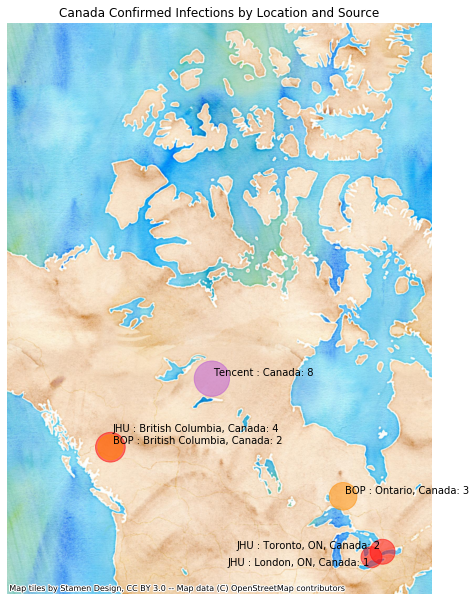 Canada Confirmed Infections by Location and Source
Tencent : Canada: 8
JHU : British Columbia, Canada: 4
BOP : British Columbia, Canada: 2
BOP : Ontario, Canada: 3
JHU : Toronto, ON, Canada: 2
JHU : London, ON, Canada: 1
Map tiles by Stamen Design, CC BY 3.0 -- Map data (C) OpenStreetMap contributors